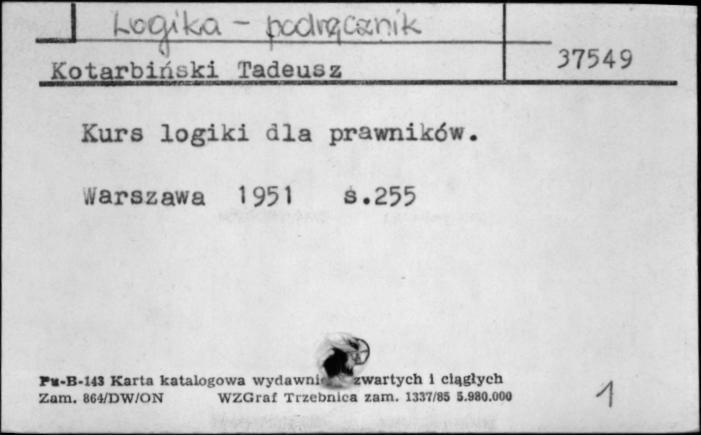 Logika - podręcznik
37549
Kotarbiński Tadeusz
Kurs logiki dla prawników.
Warszawa 1951 s.255
Pu-B-143 Karta katalogowa wydawni zwartych i ciągłych
Zam. 864/DW/ON WZGraf Trzebnica zam. 1337/85 5.980.000
1